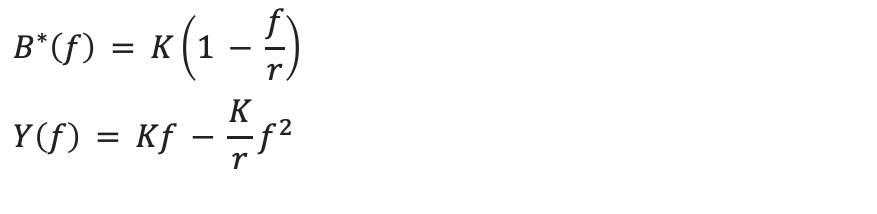 B*(f) = K(1 − f/r)
Y(f) = Kf − K/r f²